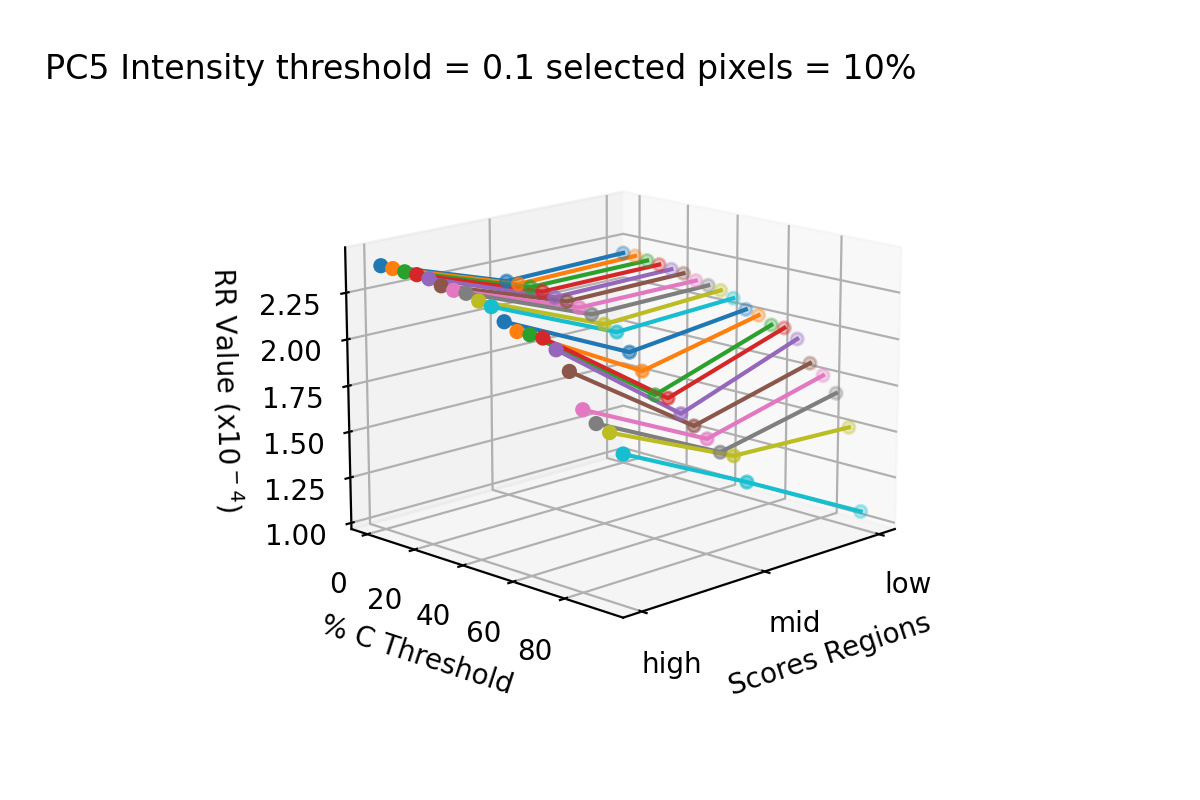 PC5 Intensity threshold = 0.1 selected pixels = 10%
RR Value (x10⁻⁴)
2.25
2.00
1.75
1.50
1.25
1.00
0
20
40
60
80
% C Threshold
high
mid
low
Scores Regions